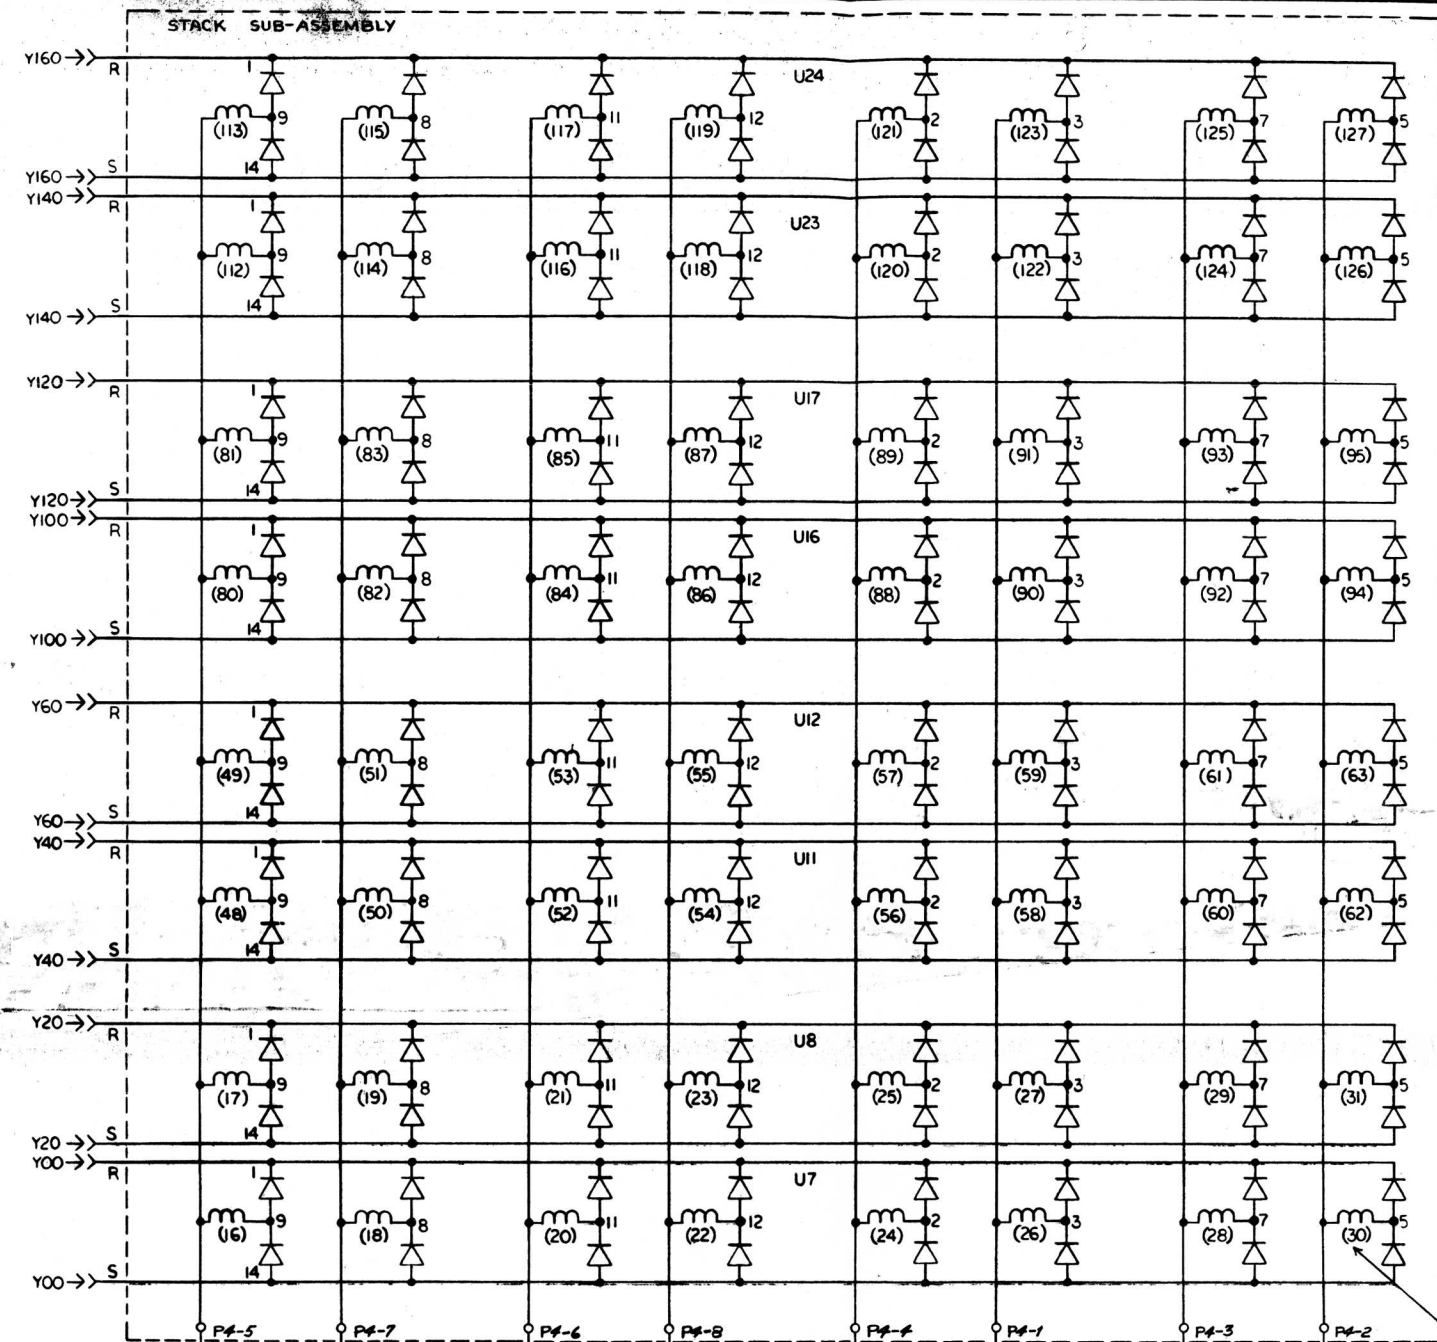 STACK SUB-ASSEMBLY
Y160 R 1 U24
9 8 11 12 2 3 7 5
(113) (115) (117) (119) (121) (123) (125) (127)
Y160 S 14
Y140 R 1 U23
9 8 11 12 2 3 7 5
(112) (114) (116) (118) (120) (122) (124) (126)
Y140 S 14
Y120 R 1 U17
9 8 11 12 2 3 7 5
(81) (83) (85) (87) (89) (91) (93) (95)
Y120 S 14
Y100 R 1 U16
9 8 11 12 2 3 7 5
(80) (82) (84) (86) (88) (90) (92) (94)
Y100 S 14
Y60 R 1 U12
9 8 11 12 2 3 7 5
(49) (51) (53) (55) (57) (59) (61) (63)
Y60 S 14
Y40 R 1 U11
9 8 11 12 2 3 7 5
(48) (50) (52) (54) (56) (58) (60) (62)
Y40 S 14
Y20 R 1 U8
9 8 11 12 2 3 7 5
(17) (19) (21) (23) (25) (27) (29) (31)
Y20 S 14
Y00 R 1 U7
9 8 11 12 2 3 7 5
(16) (18) (20) (22) (24) (26) (28) (30)
Y00 S 14
P4-5 P4-7 P4-6 P4-8 P4-4 P4-1 P4-3 P4-2